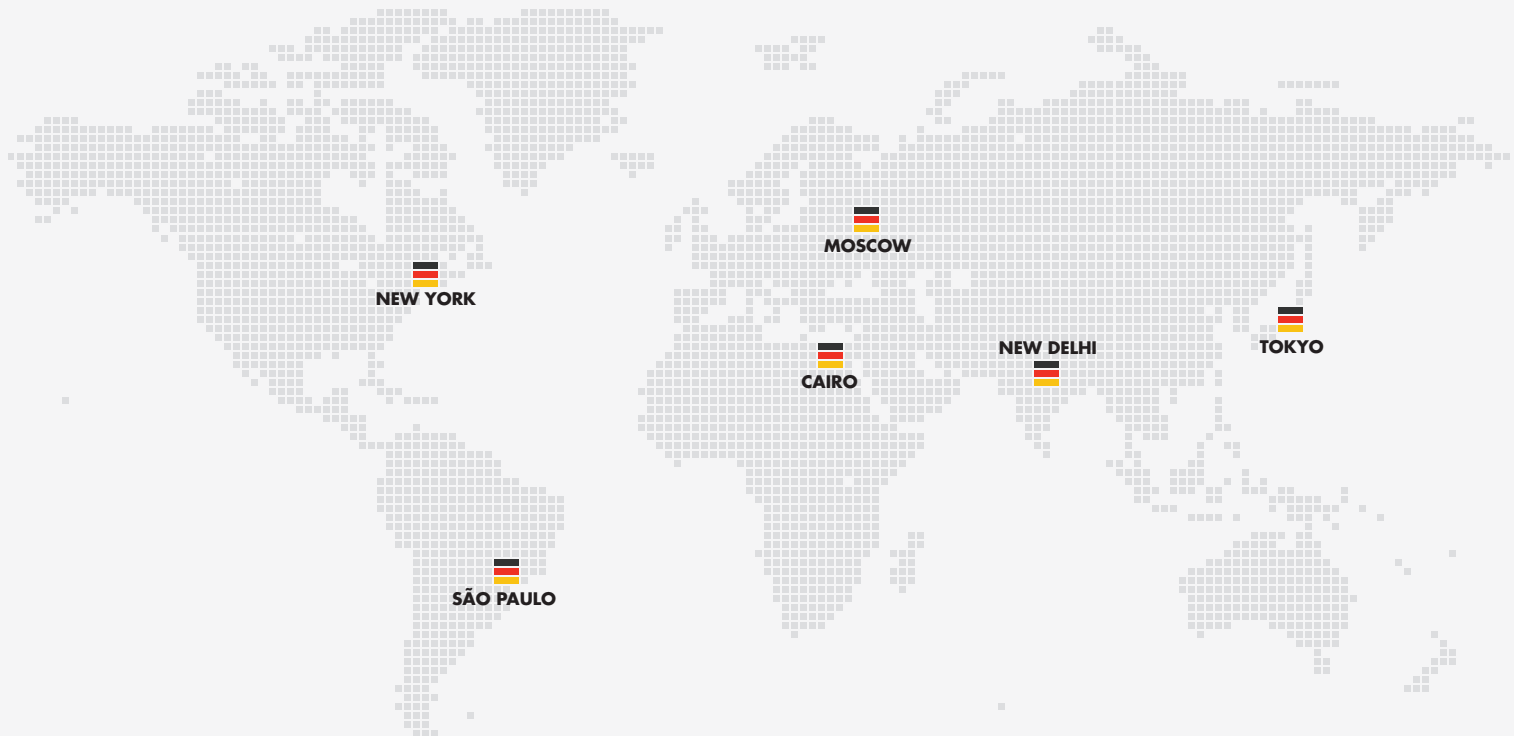 MOSCOW
NEW YORK
TOKYO
NEW DELHI
CAIRO
SÃO PAULO